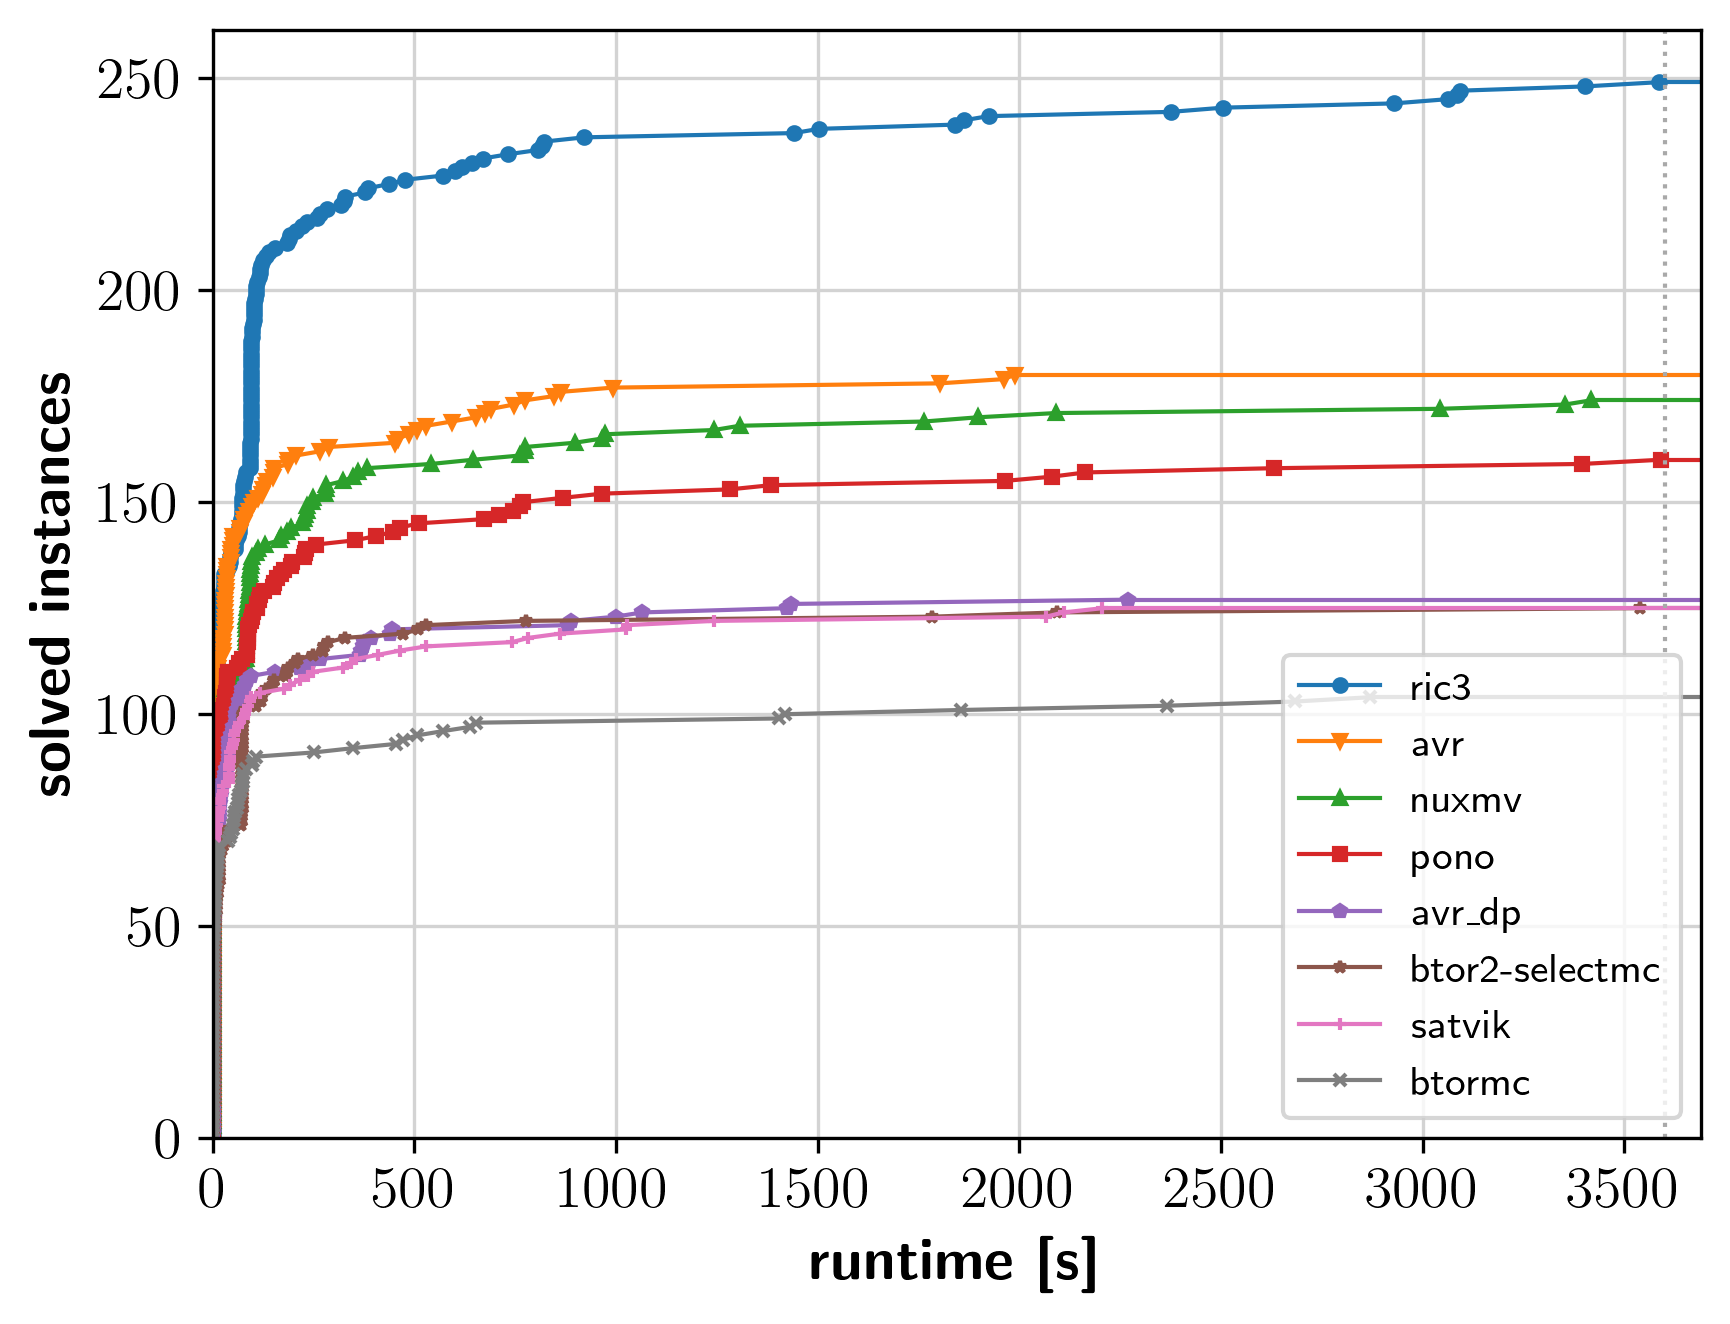 250
200
150
100
50
0
solved instances
0 500 1000 1500 2000 2500 3000 3500
runtime [s]
ric3
avr
nuxmv
pono
avr_dp
btor2-selectmc
satvik
btormc